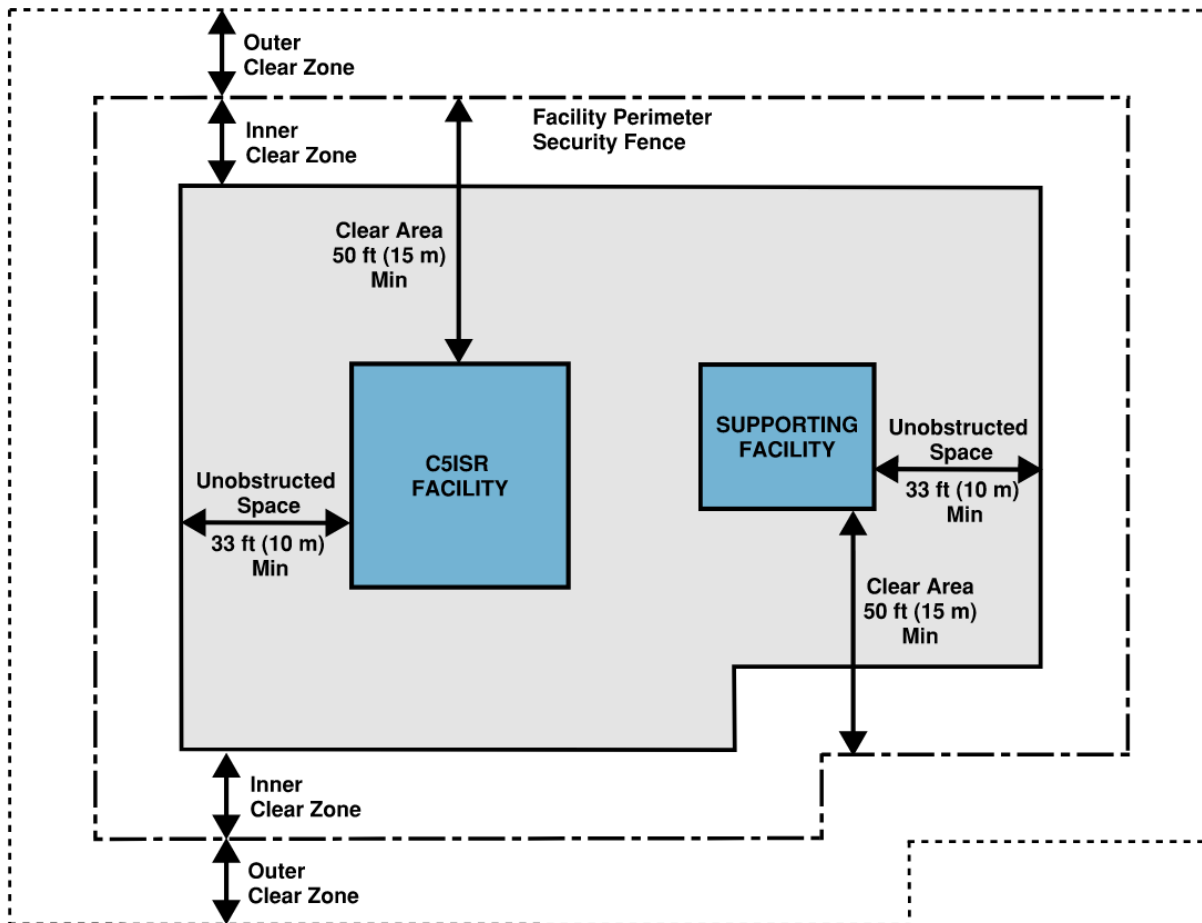 Outer
Clear Zone
Inner
Clear Zone
Facility Perimeter
Security Fence
Clear Area
50 ft (15 m)
Min
C5ISR
FACILITY
SUPPORTING
FACILITY
Unobstructed
Space
33 ft (10 m)
Min
Unobstructed
Space
33 ft (10 m)
Min
Clear Area
50 ft (15 m)
Min
Inner
Clear Zone
Outer
Clear Zone